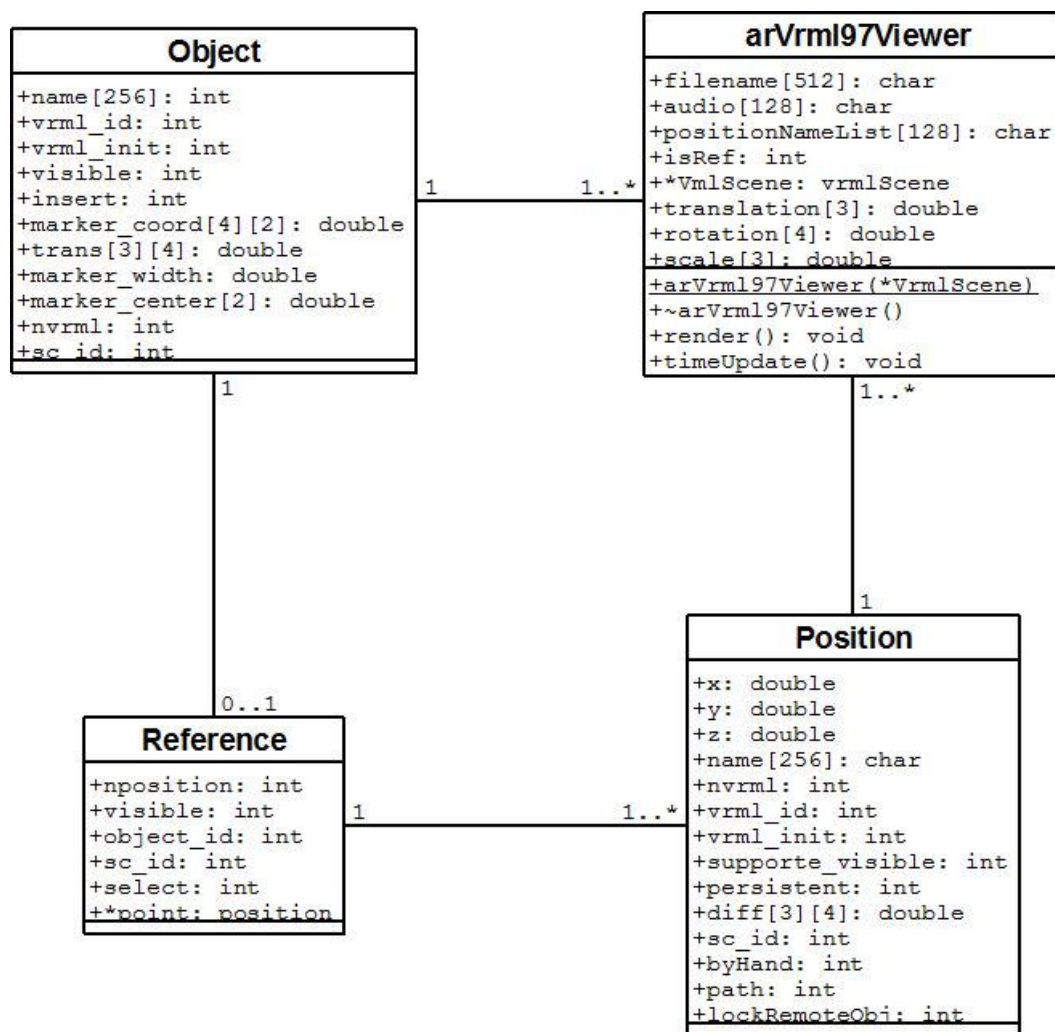 Object
+name[256]: int
+vrml_id: int
+vrml_init: int
+visible: int
+insert: int
+marker_coord[4][2]: double
+trans[3][4]: double
+marker_width: double
+marker_center[2]: double
+nvrml: int
+sc_id: int
arVrml97Viewer
+filename[512]: char
+audio[128]: char
+positionNameList[128]: char
+isRef: int
+*VmlScene: vrmlScene
+translation[3]: double
+rotation[4]: double
+scale[3]: double
+arVrml97Viewer(*VrmlScene)
+~arVrml97Viewer()
+render(): void
+timeUpdate(): void
1
1..*
1
0..1
1..*
1
Reference
+nposition: int
+visible: int
+object_id: int
+sc_id: int
+select: int
+*point: position
1
1..*
Position
+x: double
+y: double
+z: double
+name[256]: char
+nvrml: int
+vrml_id: int
+vrml_init: int
+supporte_visible: int
+persistent: int
+diff[3][4]: double
+sc_id: int
+byHand: int
+path: int
+lockRemoteObj: int